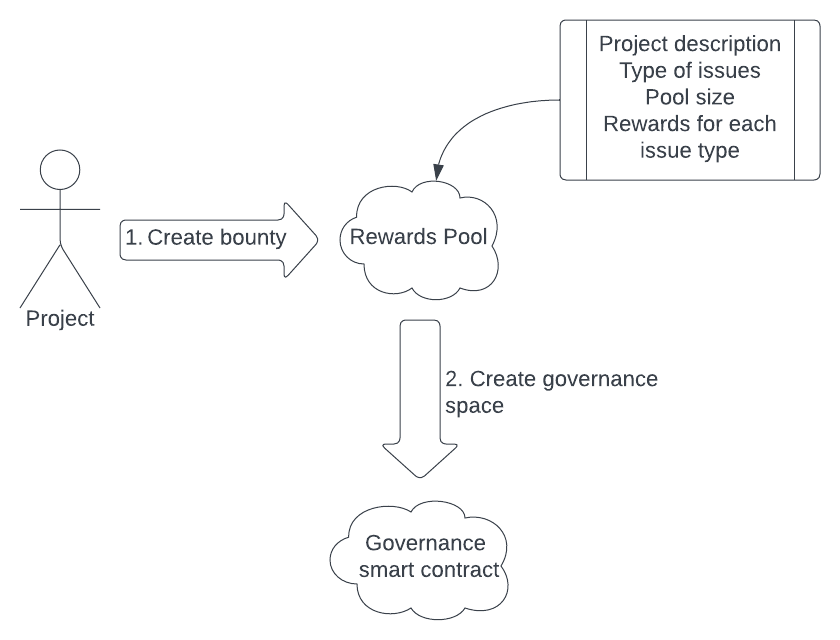 Project description
Type of issues
Pool size
Rewards for each
issue type
1. Create bounty
Rewards Pool
Project
2. Create governance
space
Governance
smart contract